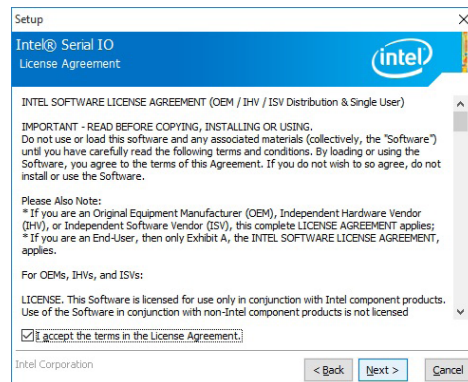 Setup
Intel® Serial IO
License Agreement
intel
INTEL SOFTWARE LICENSE AGREEMENT (OEM / IHV / ISV Distribution & Single User)
IMPORTANT - READ BEFORE COPYING, INSTALLING OR USING.
Do not use or load this software and any associated materials (collectively, the "Software")
until you have carefully read the following terms and conditions. By loading or using the
Software, you agree to the terms of this Agreement. If you do not wish to so agree, do not
install or use the Software.
Please Also Note:
* If you are an Original Equipment Manufacturer (OEM), Independent Hardware Vendor
(IHV), or Independent Software Vendor (ISV), this complete LICENSE AGREEMENT applies;
* If you are an End-User, then only Exhibit A, the INTEL SOFTWARE LICENSE AGREEMENT,
applies.
For OEMs, IHVs, and ISVs:
LICENSE. This Software is licensed for use only in conjunction with Intel component products.
Use of the Software in conjunction with non-Intel component products is not licensed
I accept the terms in the License Agreement.
Intel Corporation
< Back Next > Cancel